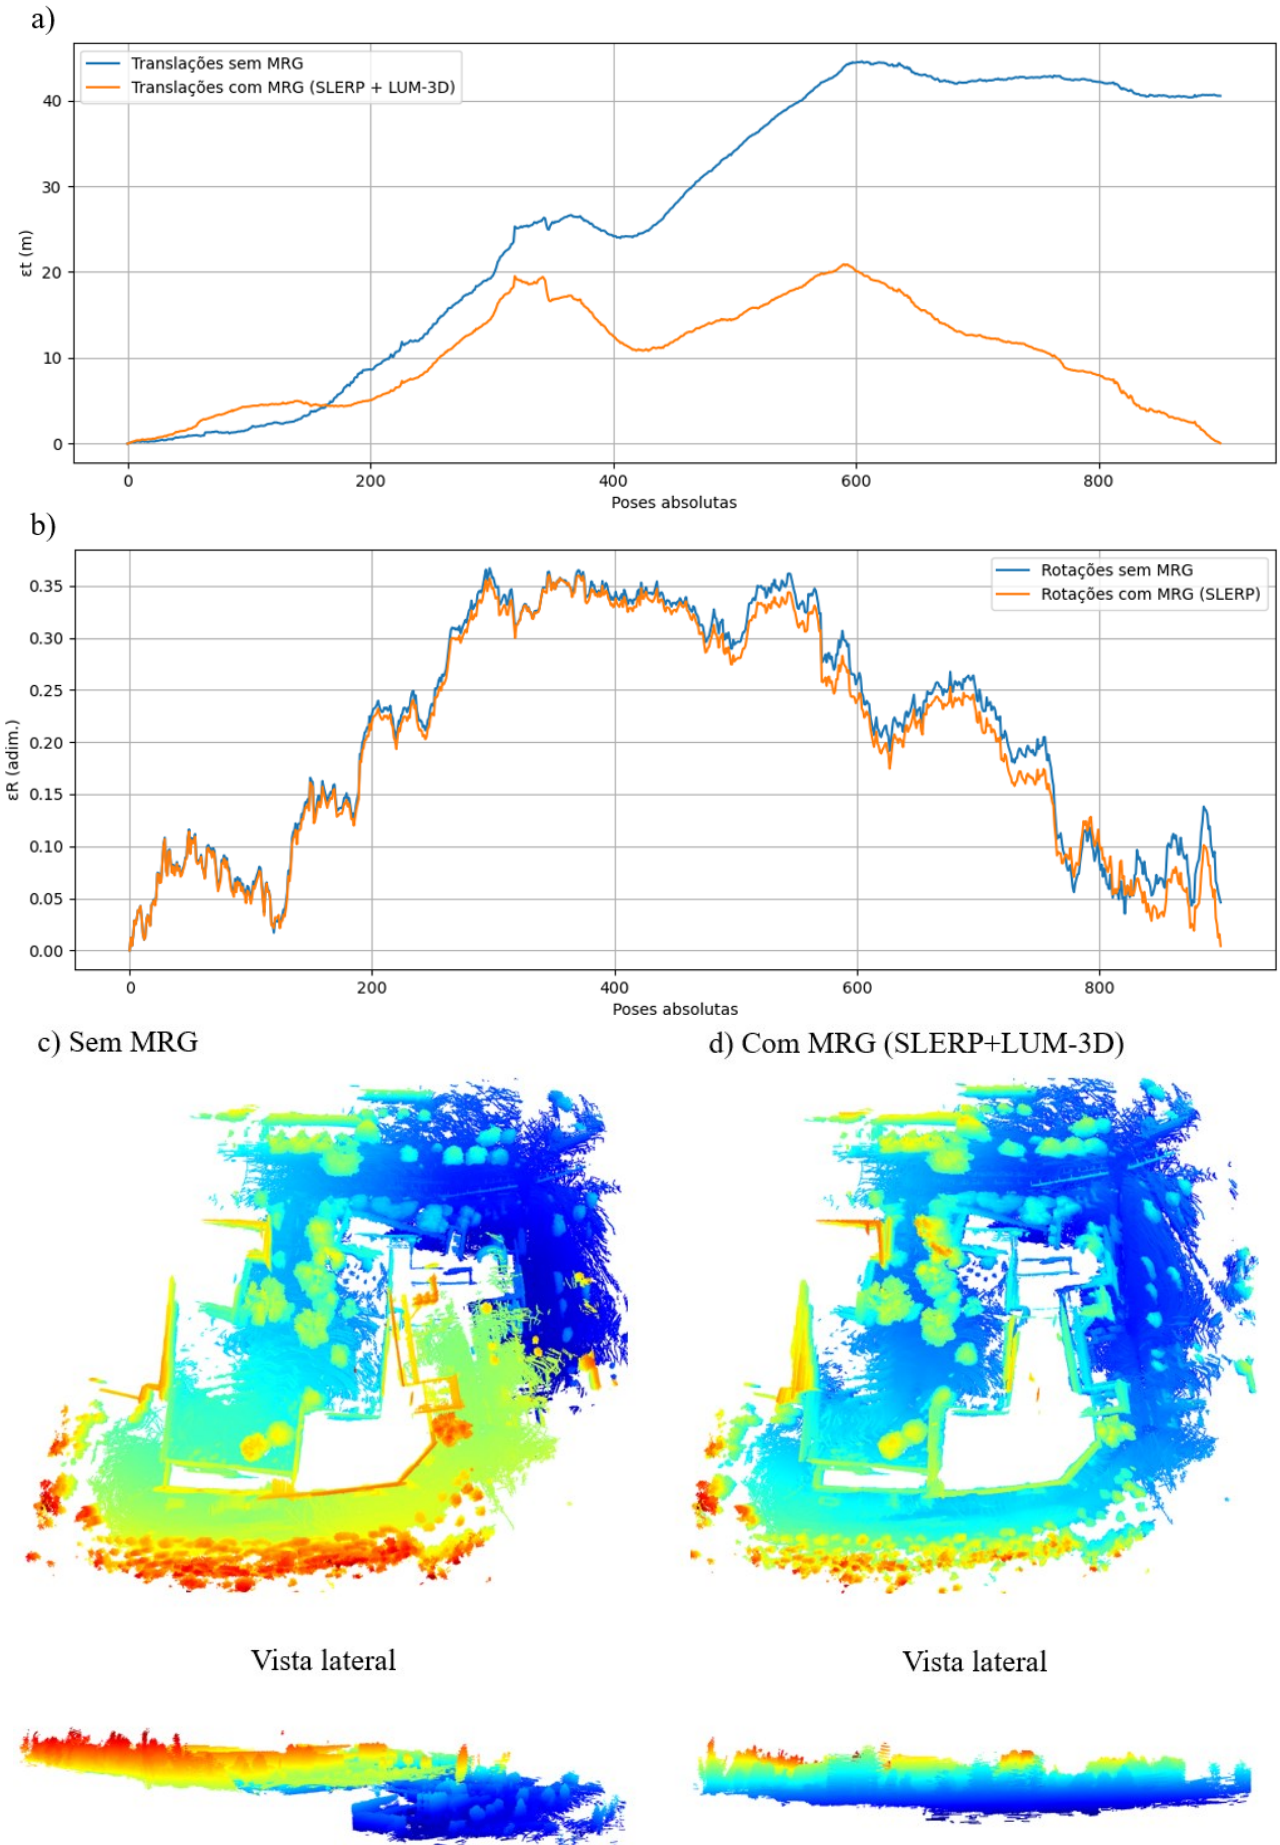 a)
Translações sem MRG
Translações com MRG (SLERP + LUM-3D)
40
30
20
10
0
εt (m)
0 200 400 600 800
Poses absolutas
b)
Rotações sem MRG
Rotações com MRG (SLERP)
0.35
0.30
0.25
0.20
0.15
0.10
0.05
0.00
εR (adim.)
0 200 400 600 800
Poses absolutas
c) Sem MRG
d) Com MRG (SLERP+LUM-3D)
Vista lateral
Vista lateral